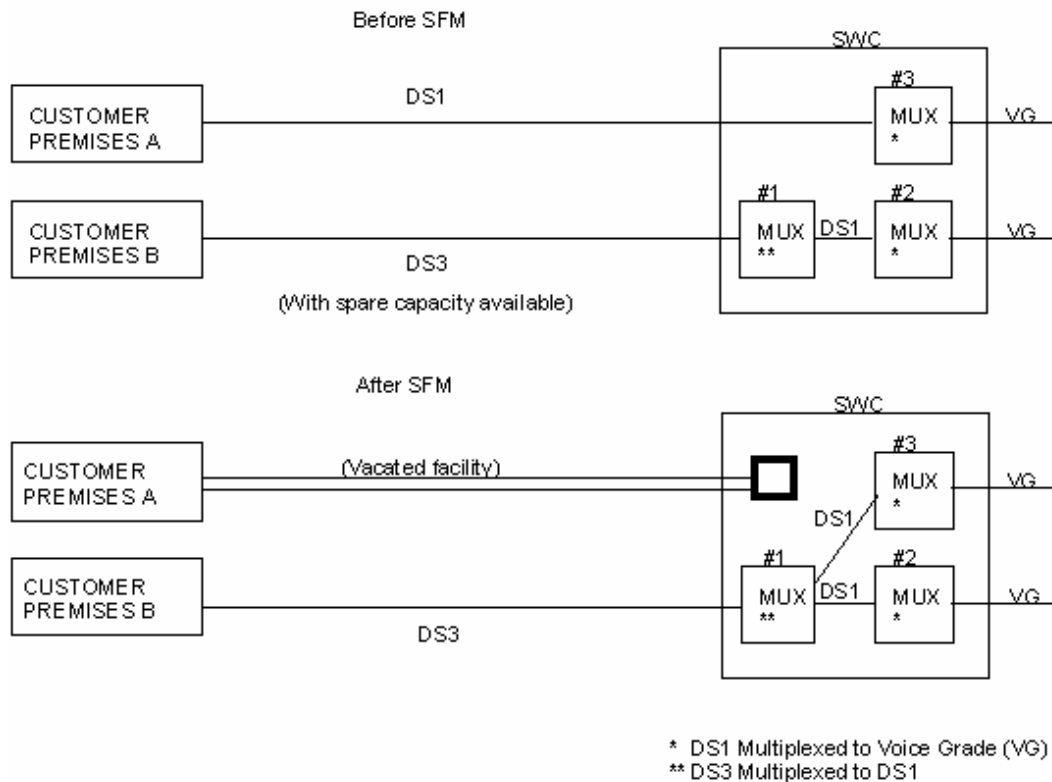 Before SFM
SWC
CUSTOMER
PREMISES A
DS1
#3
MUX
*
VG
CUSTOMER
PREMISES B
DS3
(With spare capacity available)
#1
MUX
**
DS1
#2
MUX
*
VG
After SFM
SWC
CUSTOMER
PREMISES A
(Vacated facility)
#3
MUX
*
VG
DS1
CUSTOMER
PREMISES B
DS3
#1
MUX
**
DS1
#2
MUX
*
VG
* DS1 Multiplexed to Voice Grade (VG)
** DS3 Multiplexed to DS1